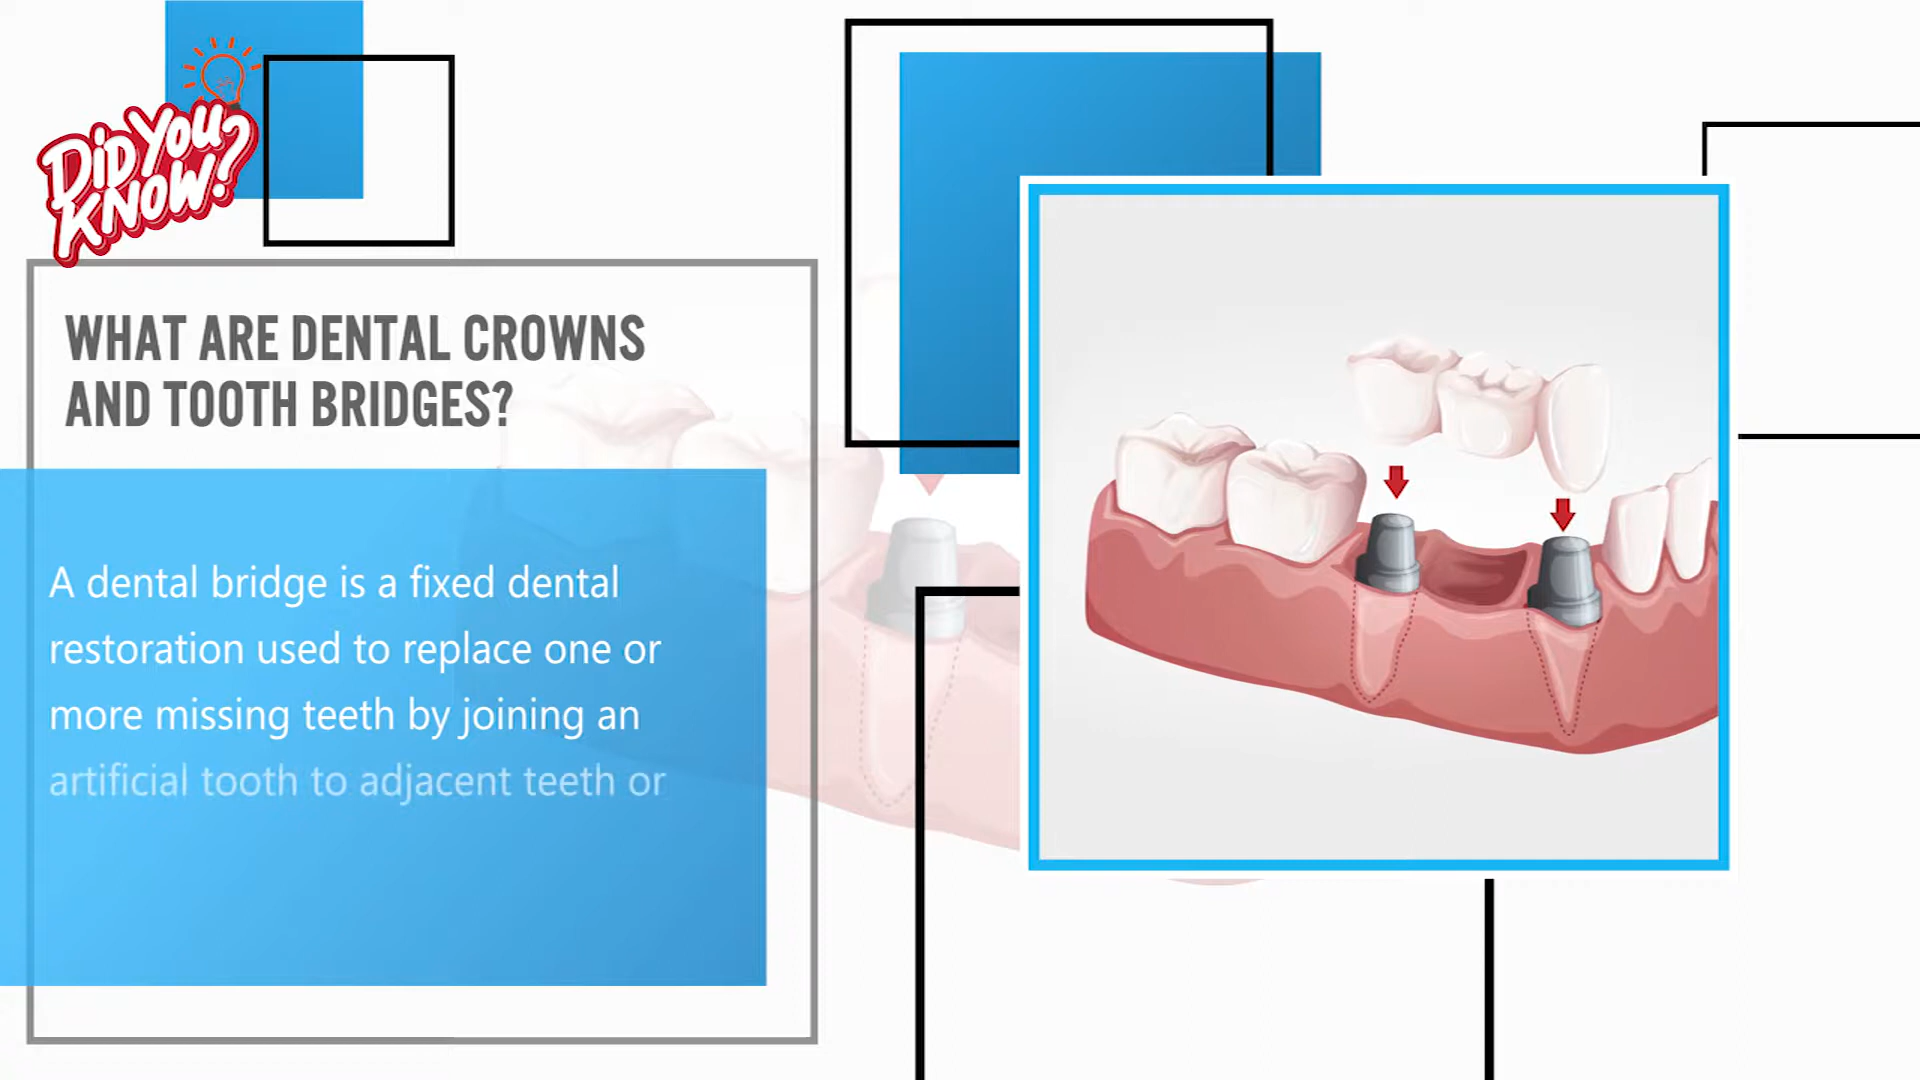 DiD You
KNOW?
WHAT ARE DENTAL CROWNS
AND TOOTH BRIDGES?
A dental bridge is a fixed dental
restoration used to replace one or
more missing teeth by joining an
artificial tooth to adjacent teeth or